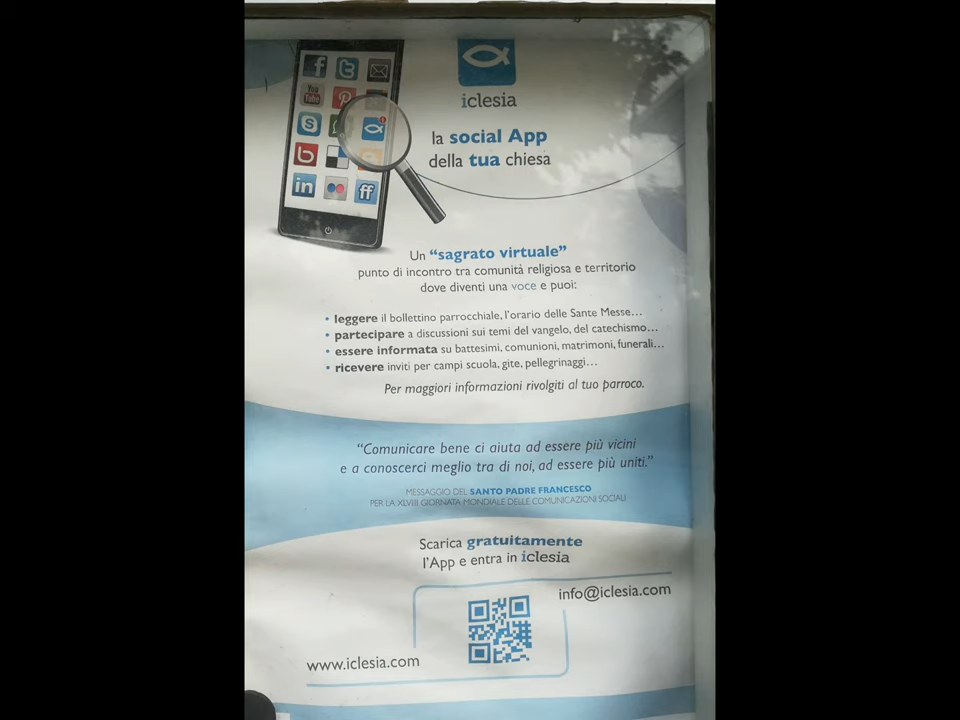 f
t
You
Tube
P
S
1
b
B
in
ff
iclesia
la social App
della tua chiesa
Un “sagrato virtuale”
punto di incontro tra comunità religiosa e territorio
dove diventi una voce e puoi:
• leggere il bollettino parrocchiale, l'orario delle Sante Messe...
• partecipare a discussioni sui temi del vangelo, del catechismo...
• essere informata su battesimi, comunioni, matrimoni, funerali...
• ricevere inviti per campi scuola, gite, pellegrinaggi...
Per maggiori informazioni rivolgiti al tuo parroco.
“Comunicare bene ci aiuta ad essere più vicini
e a conoscerci meglio tra di noi, ad essere più uniti.”
MESSAGGIO DEL SANTO PADRE FRANCESCO
PER LA XLVIII GIORNATA MONDIALE DELLE COMUNICAZIONI SOCIALI
Scarica gratuitamente
l'App e entra in iclesia
info@iclesia.com
www.iclesia.com